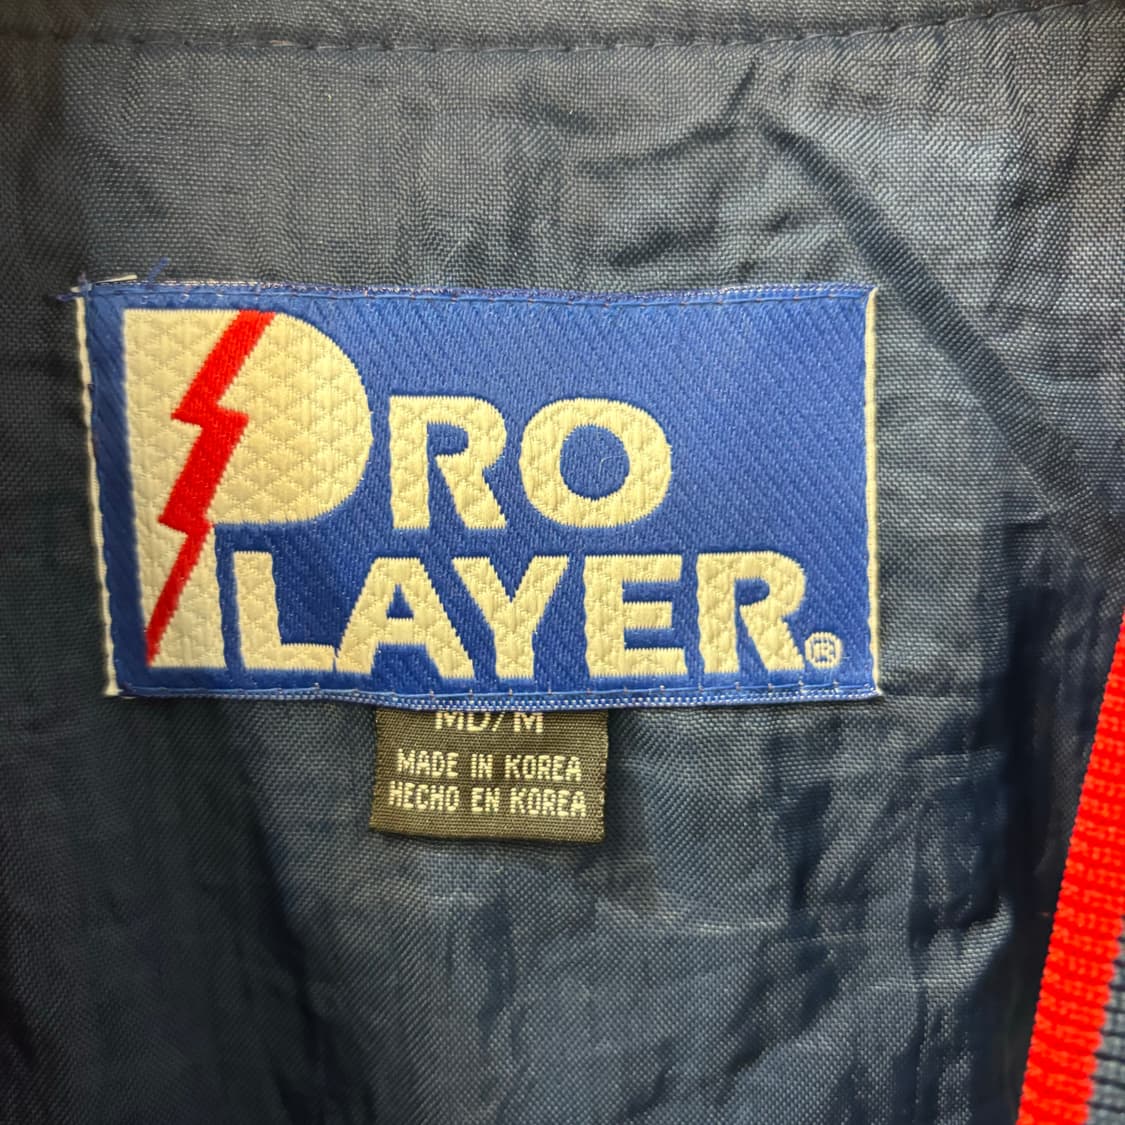 PRO
PLAYER®
MD/M
MADE IN KOREA
HECHO EN KOREA